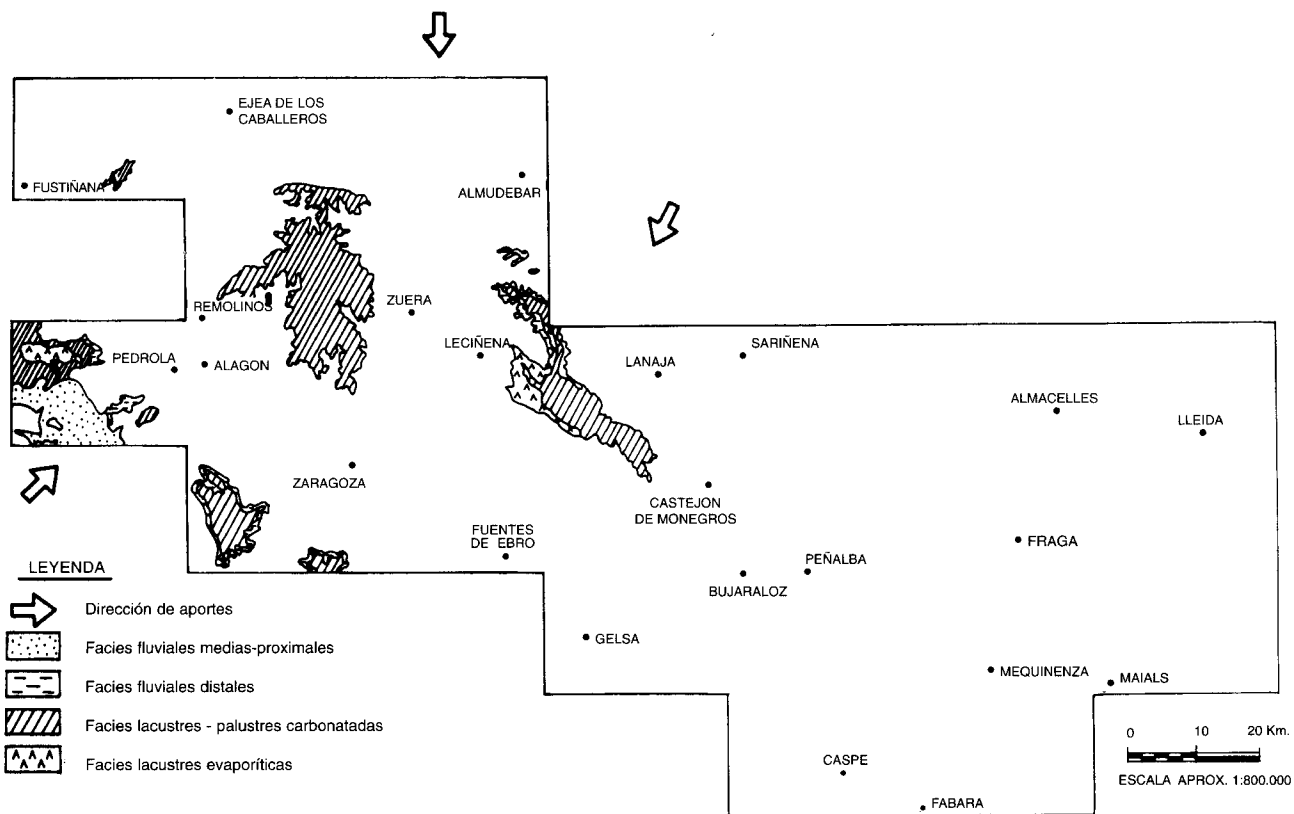 EJEA DE LOS
CABALLEROS
FUSTIÑANA
ALMUDEBAR
REMOLINOS
ZUERA
LECIÑENA
SARIÑENA
LANAJA
PEDROLA
ALAGON
ALMACELLES
LLEIDA
ZARAGOZA
CASTEJON
DE MONEGROS
FUENTES
DE EBRO
FRAGA
PEÑALBA
BUJARALOZ
GELSA
MEQUINENZA
MAIALS
CASPE
FABARA
LEYENDA
Dirección de aportes
Facies fluviales medias-proximales
Facies fluviales distales
Facies lacustres - palustres carbonatadas
Facies lacustres evaporíticas
0 10 20 Km.
ESCALA APROX. 1:800.000